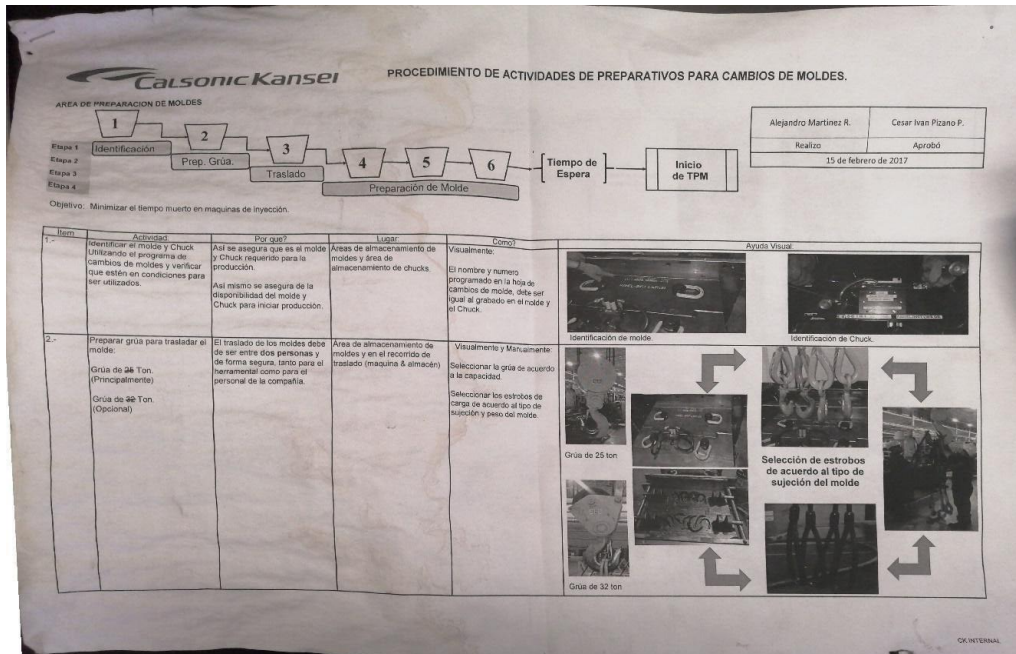 CALSONIC KANSEI
PROCEDIMIENTO DE ACTIVIDADES DE PREPARATIVOS PARA CAMBIOS DE MOLDES.
AREA DE PREPARACION DE MOLDES
Alejandro Martinez R.
Cesar Ivan Pizano P.
Realizo
Aprobó
15 de febrero de 2017
1
2
3
4
5
6
Etapa 1
Etapa 2
Etapa 3
Etapa 4
Identificación
Prep. Grúa.
Traslado
Preparación de Molde
Tiempo de
Espera
Inicio
de TPM
Objetivo: Minimizar el tiempo muerto en maquinas de inyección.
Item
Actividad:
Por que?
Lugar:
Como?
Ayuda Visual:
1.-
Identificar el molde y Chuck
Utilizando el programa de
cambios de moldes y verificar
que estén en condiciones para
ser utilizados.
Así se asegura que es el molde
y Chuck requerido para la
producción.
Asi mismo se asegura de la
disponibilidad del molde y
Chuck para iniciar producción.
Áreas de almacenamiento de
moldes y área de
almacenamiento de chucks.
Visualmente:
El nombre y numero
programado en la hoja de
cambios de molde, debe ser
igual al grabado en el molde y
el Chuck.
Identificación de molde.
Identificación de Chuck.
2.-
Preparar grúa para trasladar el
molde:
Grúa de 25 Ton.
(Principalmente)
Grúa de 32 Ton.
(Opcional)
El traslado de los moldes debe
de ser entre dos personas y
de forma segura, tanto para el
herramental como para el
personal de la compañía.
Área de almacenamiento de
moldes y en el recorrido de
traslado (maquina & almacén)
Visualmente y Manualmente:
Seleccionar la grúa de acuerdo
a la capacidad.
Seleccionar los estrobos de
carga de acuerdo al tipo de
sujeción y peso del molde.
Grúa de 25 ton
Grúa de 32 ton
Selección de estrobos
de acuerdo al tipo de
sujeción del molde
CK INTERNAL